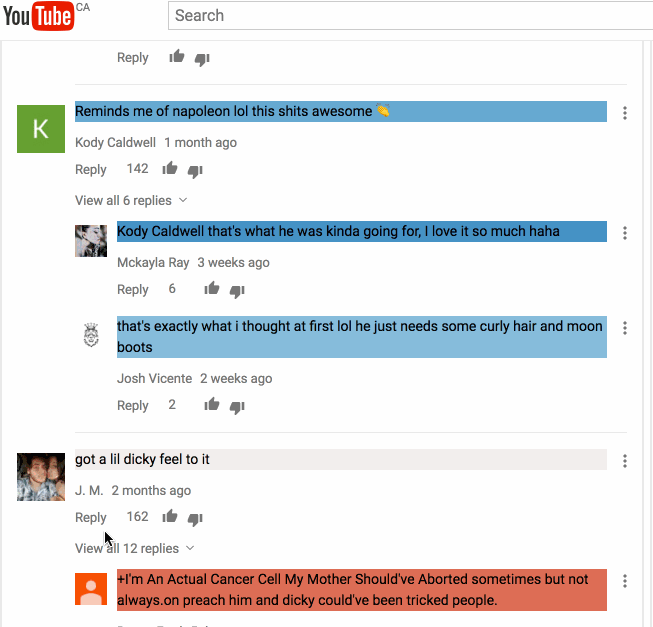 YouTube CA
Search
Reply
Reminds me of napoleon lol this shits awesome 👏
K
Kody Caldwell 1 month ago
Reply 142
View all 6 replies
Kody Caldwell that's what he was kinda going for, I love it so much haha
Mckayla Ray 3 weeks ago
Reply 6
that's exactly what i thought at first lol he just needs some curly hair and moon
boots
Josh Vicente 2 weeks ago
Reply 2
got a lil dicky feel to it
J. M. 2 months ago
Reply 162
View all 12 replies
+I'm An Actual Cancer Cell My Mother Should've Aborted sometimes but not
always.on preach him and dicky could've been tricked people.